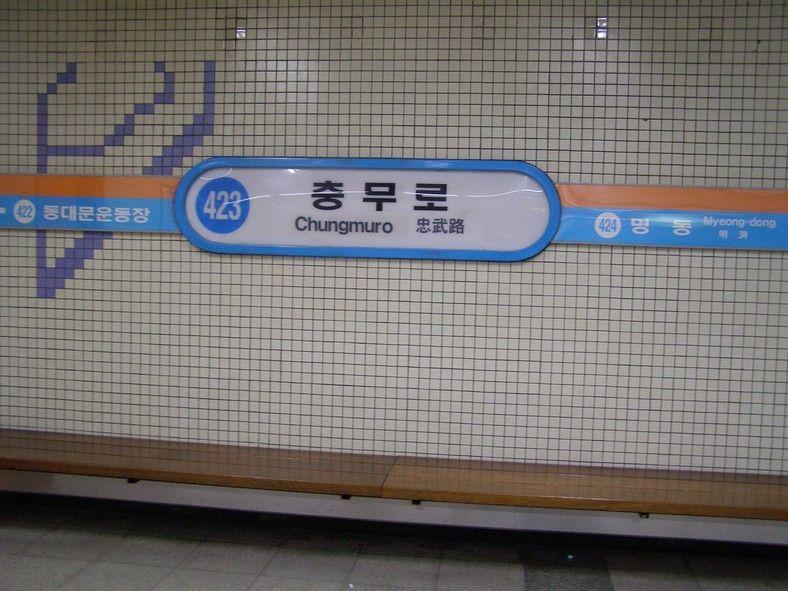 422 동대문운동장
423 충무로
Chungmuro 忠武路
424 명동 Myeong-dong
明洞